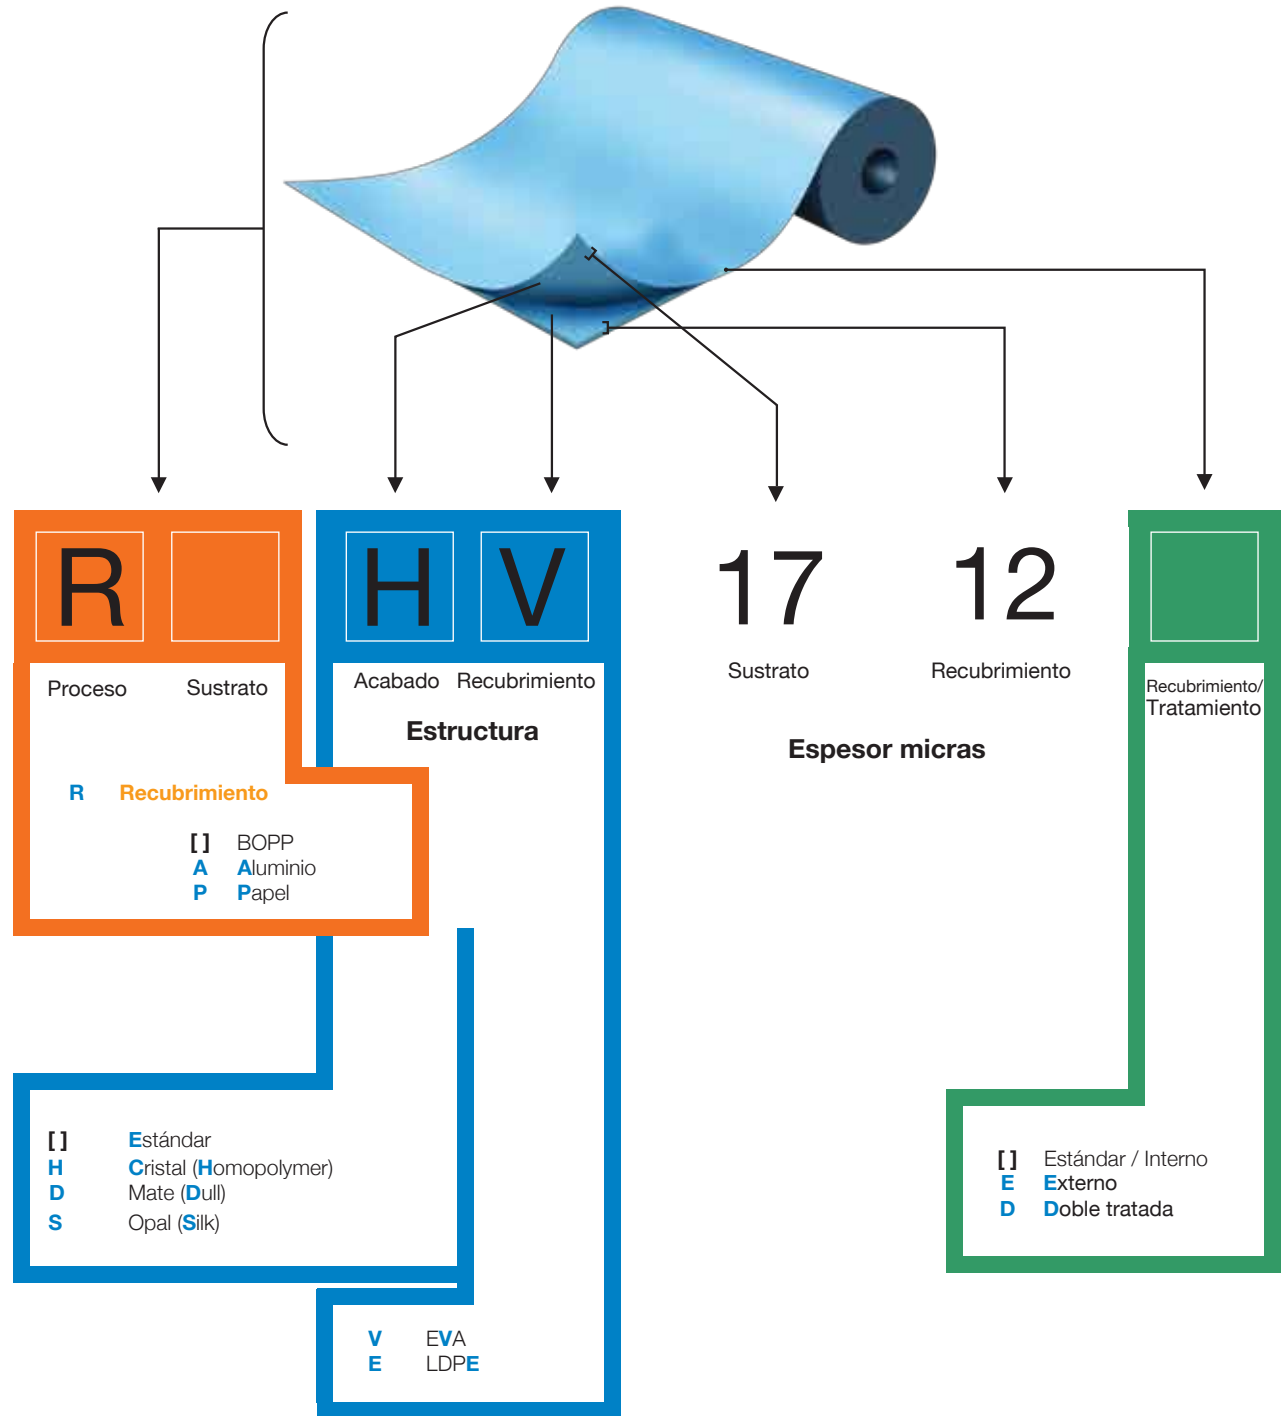 R H V 17 12
Proceso Sustrato Acabado Recubrimiento Sustrato Recubrimiento Recubrimiento/
Tratamiento
Estructura
Espesor micras
R Recubrimiento
[ ] BOPP
A Aluminio
P Papel
[ ] Estándar
H Cristal (Homopolymer)
D Mate (Dull)
S Opal (Silk)
[ ] Estándar / Interno
E Externo
D Doble tratada
V EVA
E LDPE